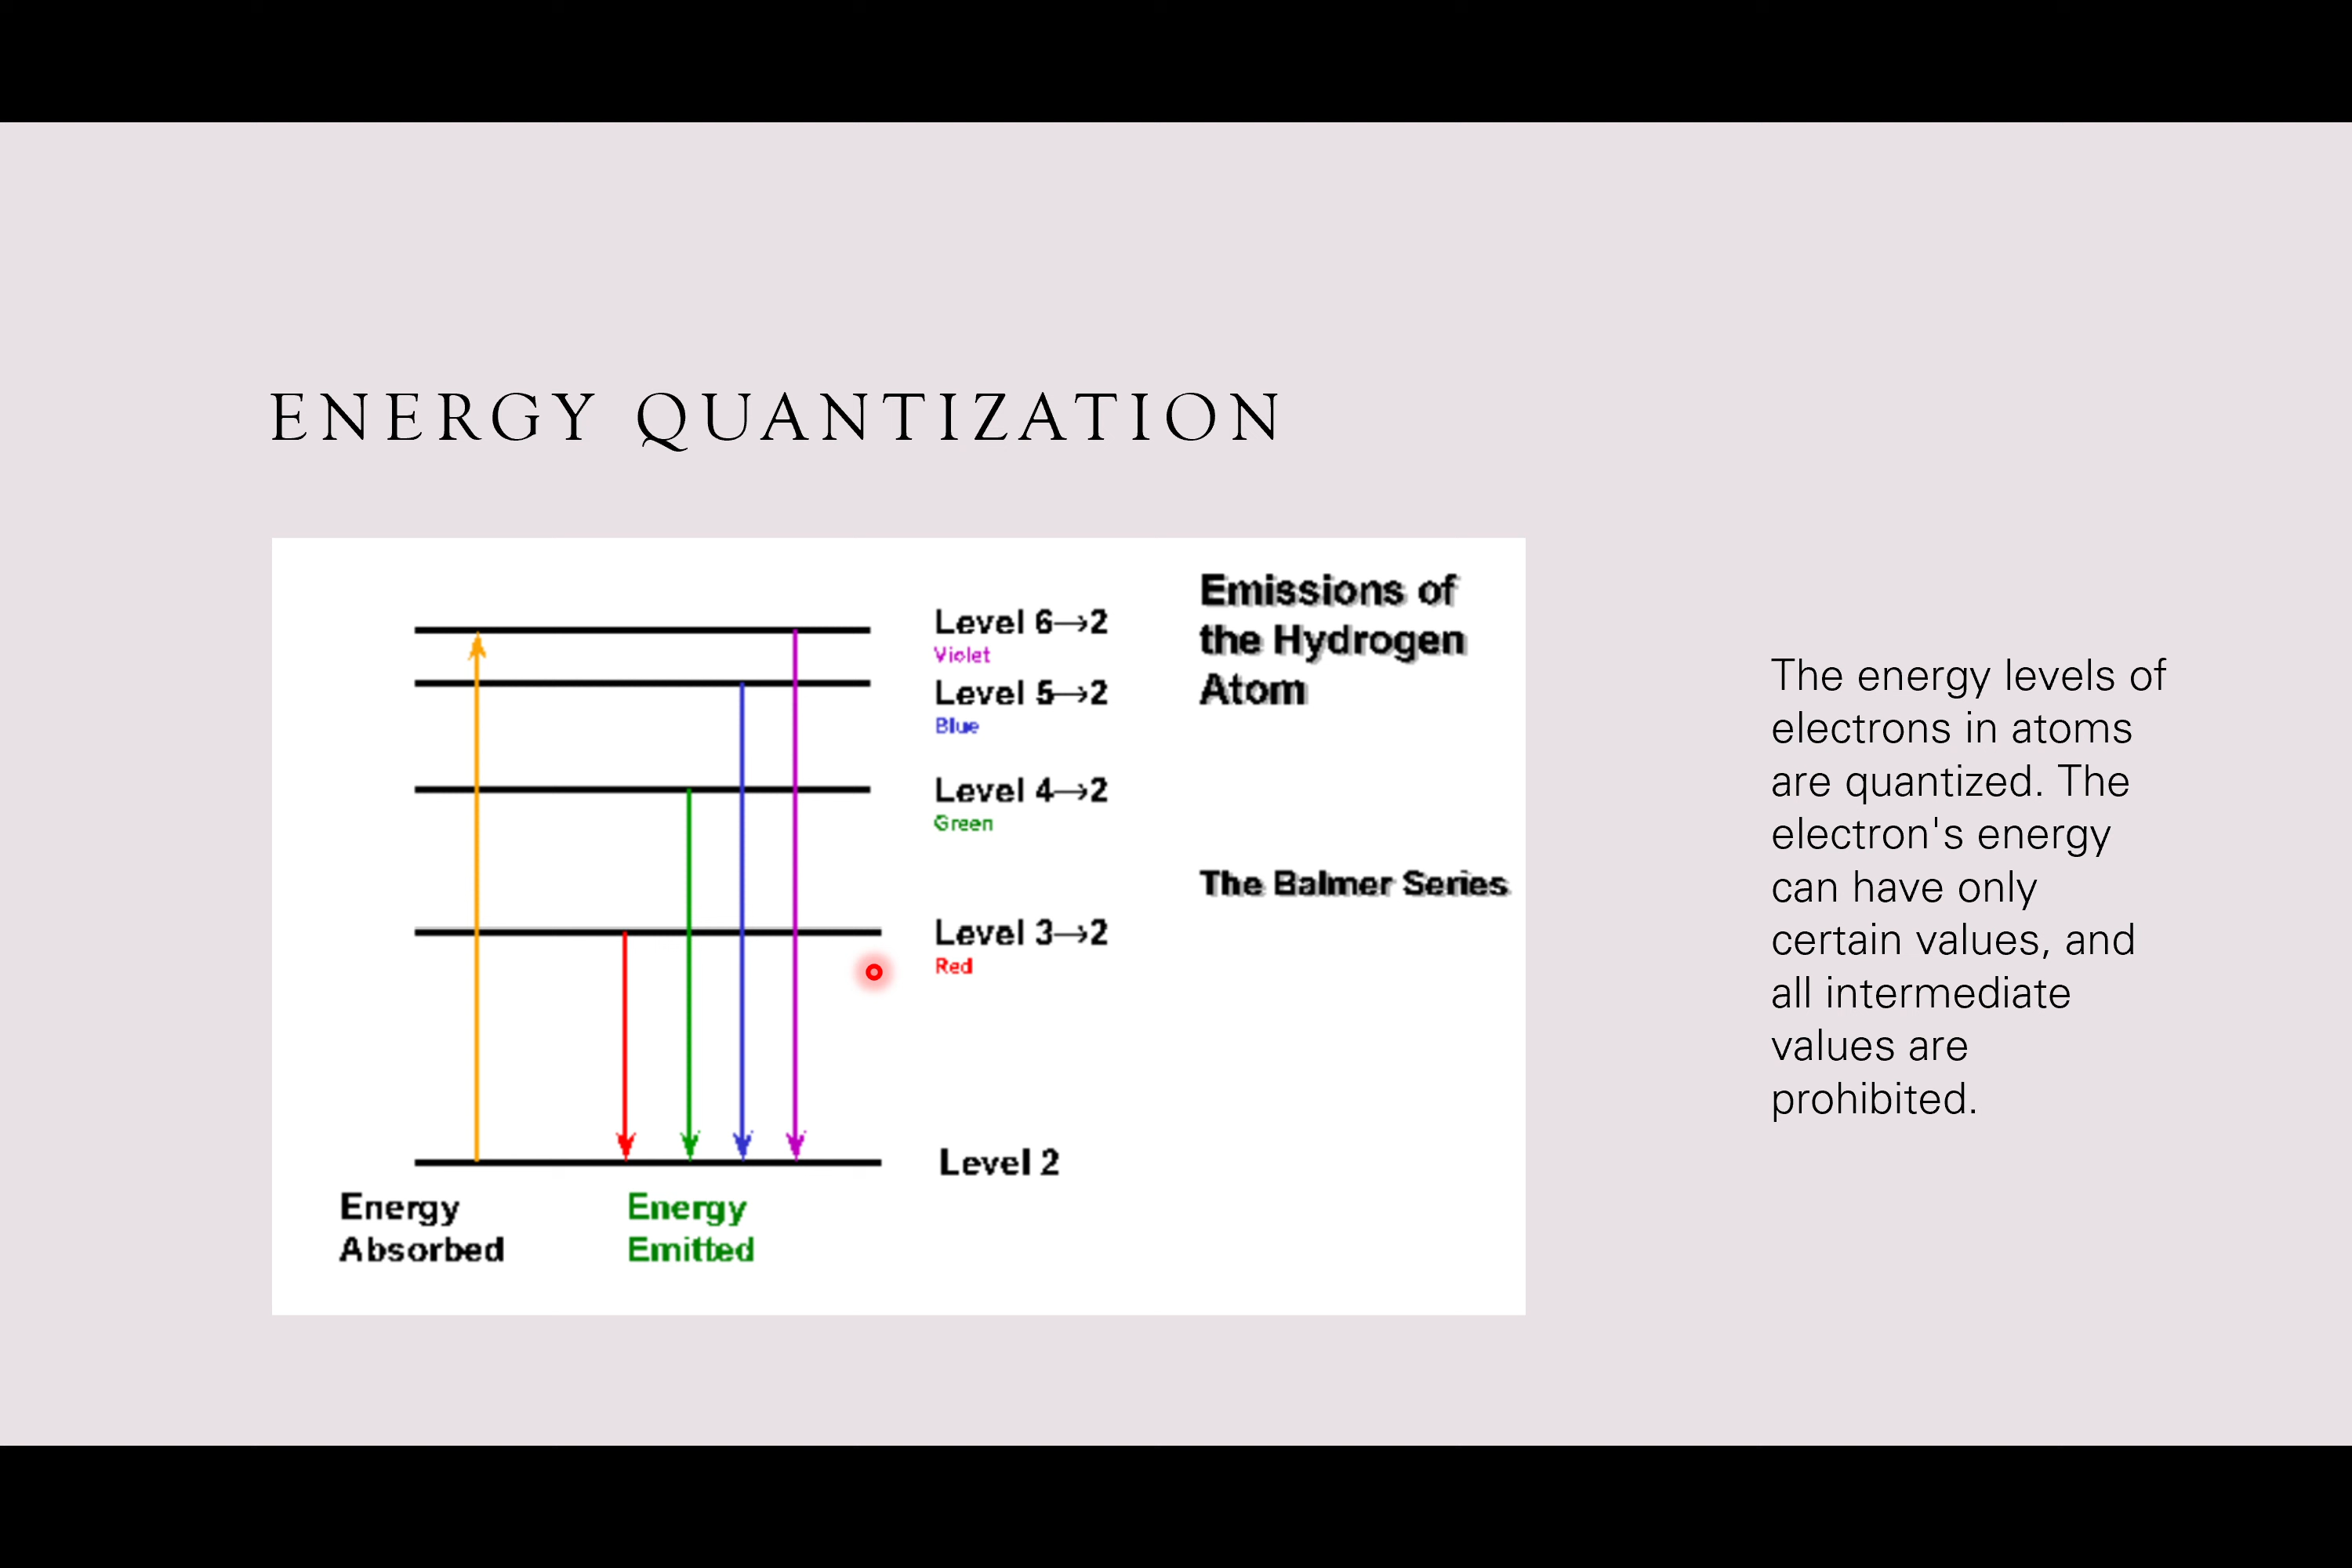 ENERGY QUANTIZATION
Level 6→2
Violet
Level 5→2
Blue
Level 4→2
Green
Level 3→2
Red
Level 2
Energy
Absorbed
Energy
Emitted
Emissions of
the Hydrogen
Atom
The Balmer Series
The energy levels of
electrons in atoms
are quantized. The
electron's energy
can have only
certain values, and
all intermediate
values are
prohibited.